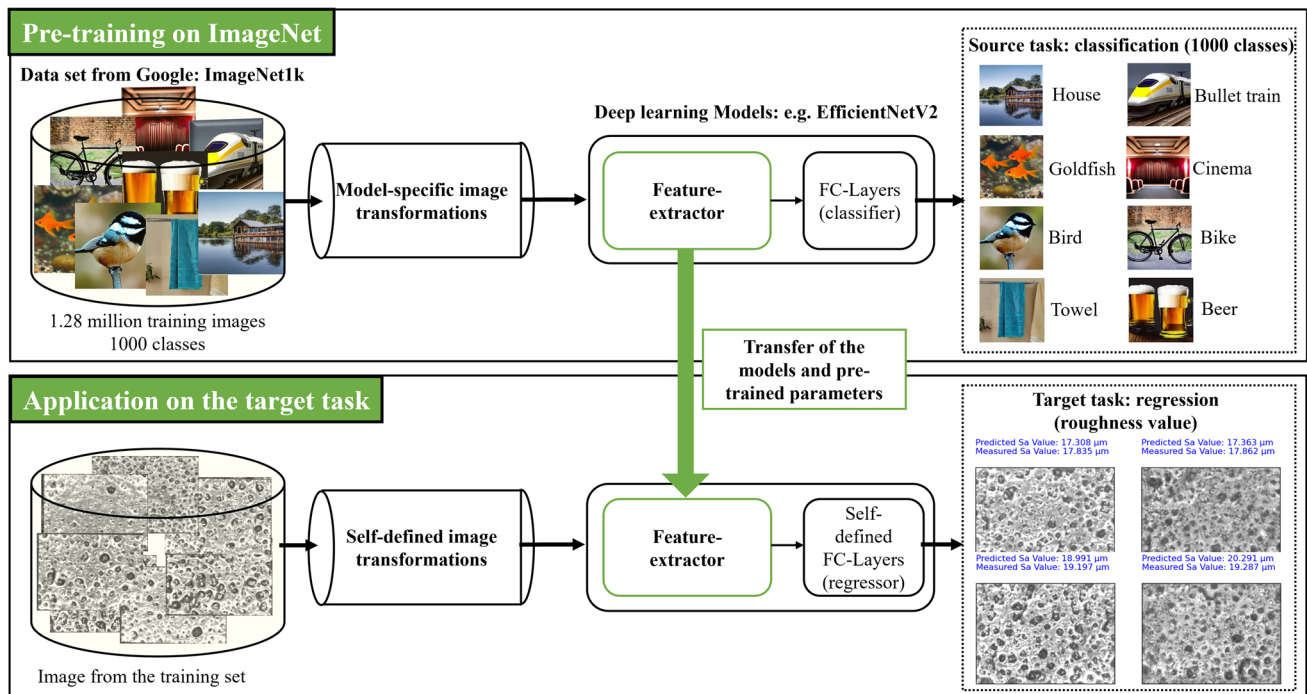 Pre-training on ImageNet
Data set from Google: ImageNet1k
1.28 million training images
1000 classes
Model-specific image
transformations
Deep learning Models: e.g. EfficientNetV2
Feature-
extractor
FC-Layers
(classifier)
Source task: classification (1000 classes)
House
Bullet train
Goldfish
Cinema
Bird
Bike
Towel
Beer
Transfer of the
models and pre-
trained parameters
Application on the target task
Image from the training set
Self-defined image
transformations
Feature-
extractor
Self-
defined
FC-Layers
(regressor)
Target task: regression
(roughness value)
Predicted Sa Value: 17.308 µm
Measured Sa Value: 17.835 µm
Predicted Sa Value: 17.363 µm
Measured Sa Value: 17.862 µm
Predicted Sa Value: 18.991 µm
Measured Sa Value: 19.197 µm
Predicted Sa Value: 20.291 µm
Measured Sa Value: 19.287 µm